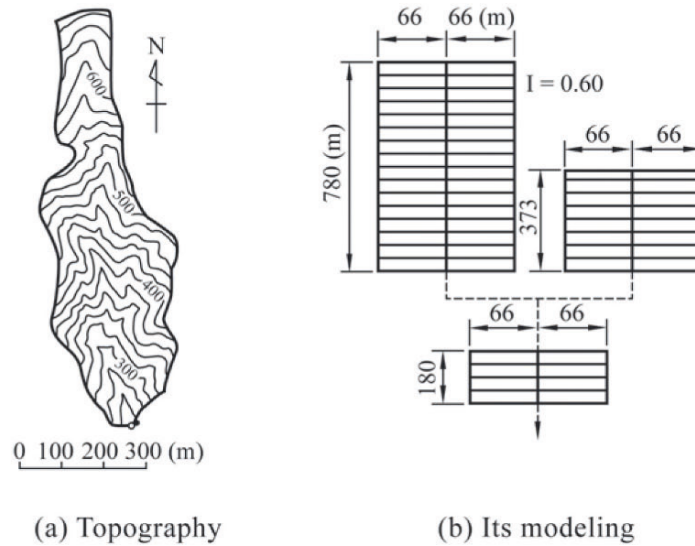 N
600
500
400
300
0 100 200 300 (m)
(a) Topography
66 66 (m)
780 (m)
I = 0.60
66 66
373
66 66
180
(b) Its modeling